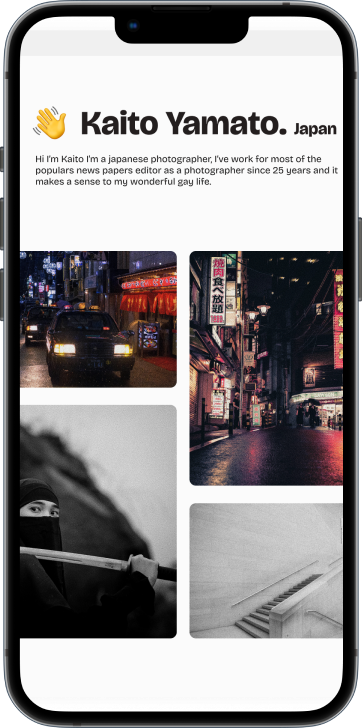 Kaito Yamato. Japan
Hi I'm Kaito I'm a japanese photographer, I've work for most of the
populars news papers editor as a photographer since 25 years and it
makes a sense to my wonderful gay life.
焼肉食べ放題